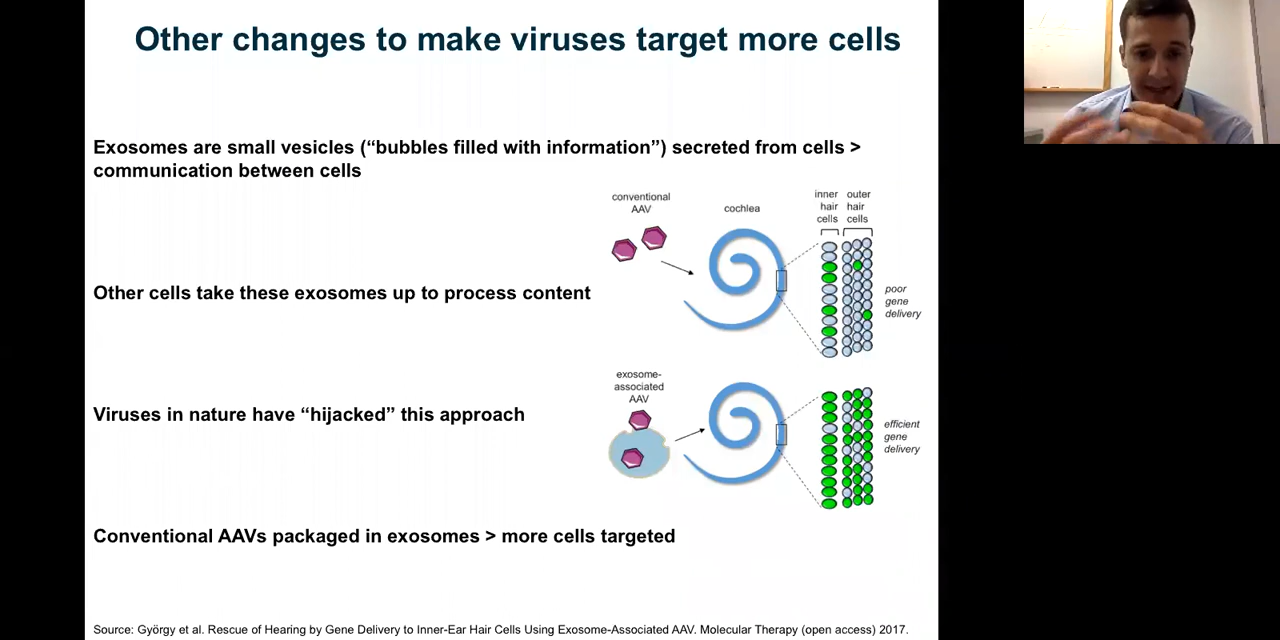 Other changes to make viruses target more cells
Exosomes are small vesicles (“bubbles filled with information”) secreted from cells >
communication between cells
conventional
AAV
cochlea
inner
hair
cells
outer
hair
cells
Other cells take these exosomes up to process content
poor
gene
delivery
exosome-
associated
AAV
Viruses in nature have “hijacked” this approach
efficient
gene
delivery
Conventional AAVs packaged in exosomes > more cells targeted
Source: György et al. Rescue of Hearing by Gene Delivery to Inner-Ear Hair Cells Using Exosome-Associated AAV. Molecular Therapy (open access) 2017.